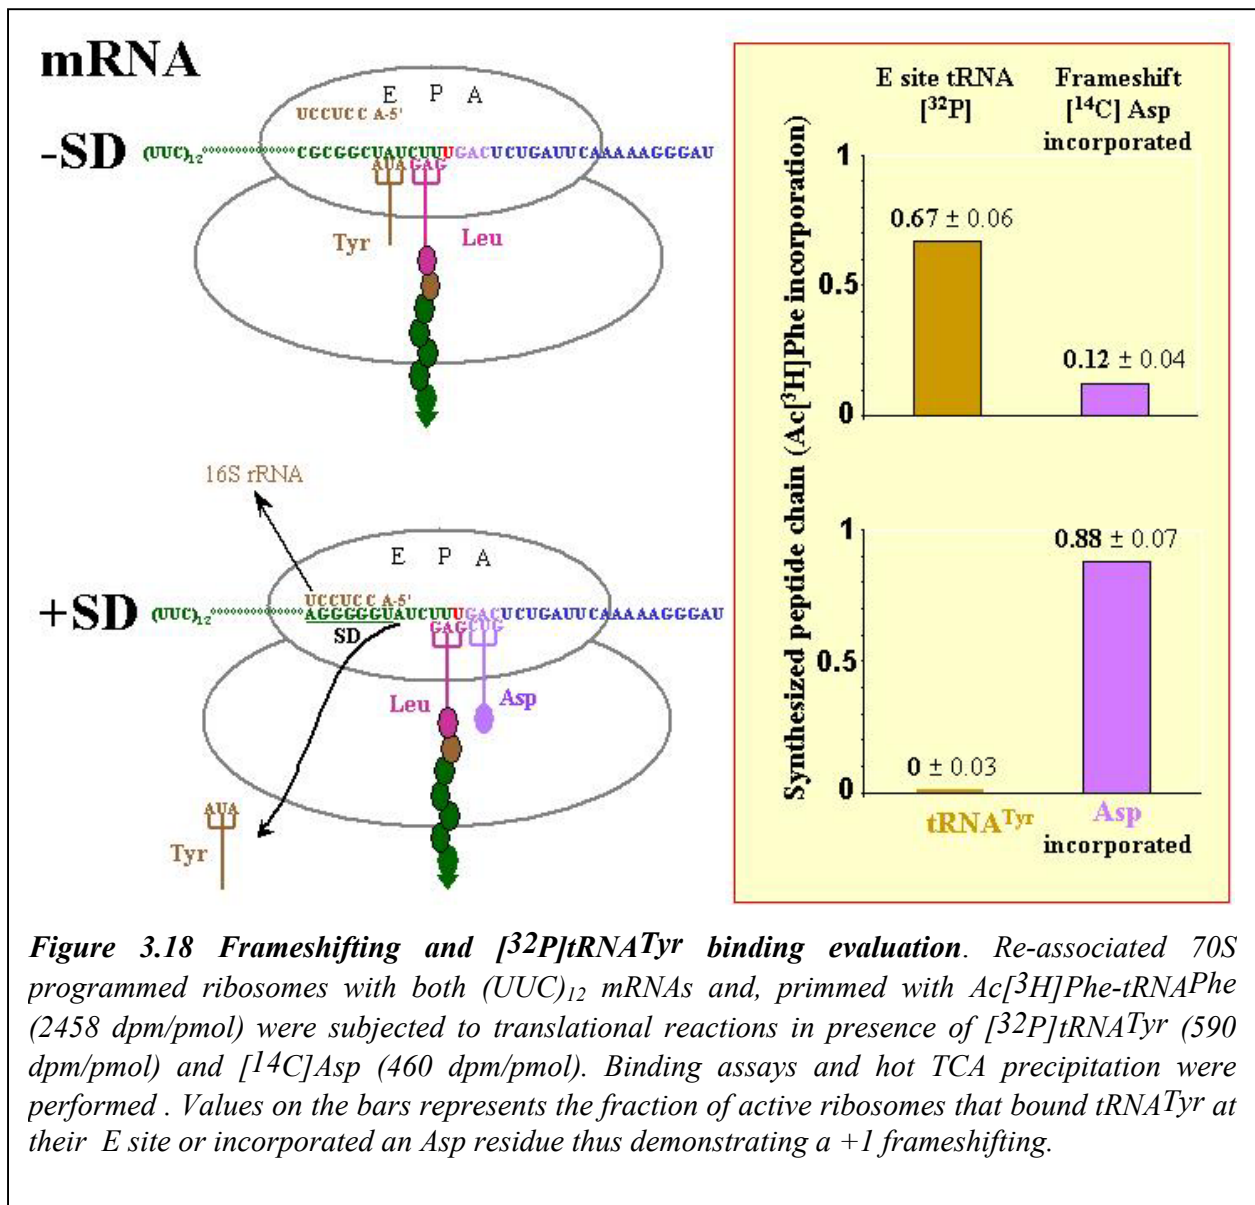 mRNA
E P A
UCCUCC A-5'
-SD (UUC)12°°°°°°°°°°°°°CGCGGCUAUCUUUGACUCUGAUUCAAAAAGGGAU
AUA GAG
Tyr Leu
16S rRNA
E P A
UCCUCC A-5'
+SD (UUC)12°°°°°°°°°°°°°AGGGGGUAUCUUUGACUCUGAUUCAAAAAGGGAU
SD GAG CUG
Leu Asp
AUA
Tyr
E site tRNA
[32P]
Frameshift
[14C] Asp
incorporated
Synthesized peptide chain (Ac[3H]Phe incorporation)
1
0.67 ± 0.06
0.5
0.12 ± 0.04
0
1
0.88 ± 0.07
0.5
0 ± 0.03
0
tRNATyr
Asp
incorporated
Figure 3.18 Frameshifting and [32P]tRNATyr binding evaluation. Re-associated 70S
programmed ribosomes with both (UUC)12 mRNAs and, primmed with Ac[3H]Phe-tRNAPhe
(2458 dpm/pmol) were subjected to translational reactions in presence of [32P]tRNATyr (590
dpm/pmol) and [14C]Asp (460 dpm/pmol). Binding assays and hot TCA precipitation were
performed . Values on the bars represents the fraction of active ribosomes that bound tRNATyr at
their E site or incorporated an Asp residue thus demonstrating a +1 frameshifting.